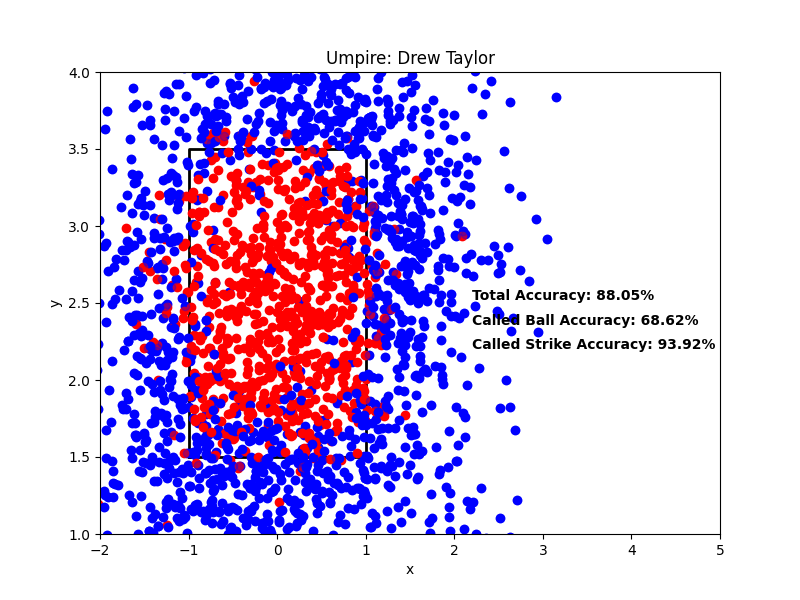 Umpire: Drew Taylor
4.0
3.5
3.0
2.5
2.0
1.5
1.0
y
Total Accuracy: 88.05%
Called Ball Accuracy: 68.62%
Called Strike Accuracy: 93.92%
−2
−1
0
1
2
3
4
5
x